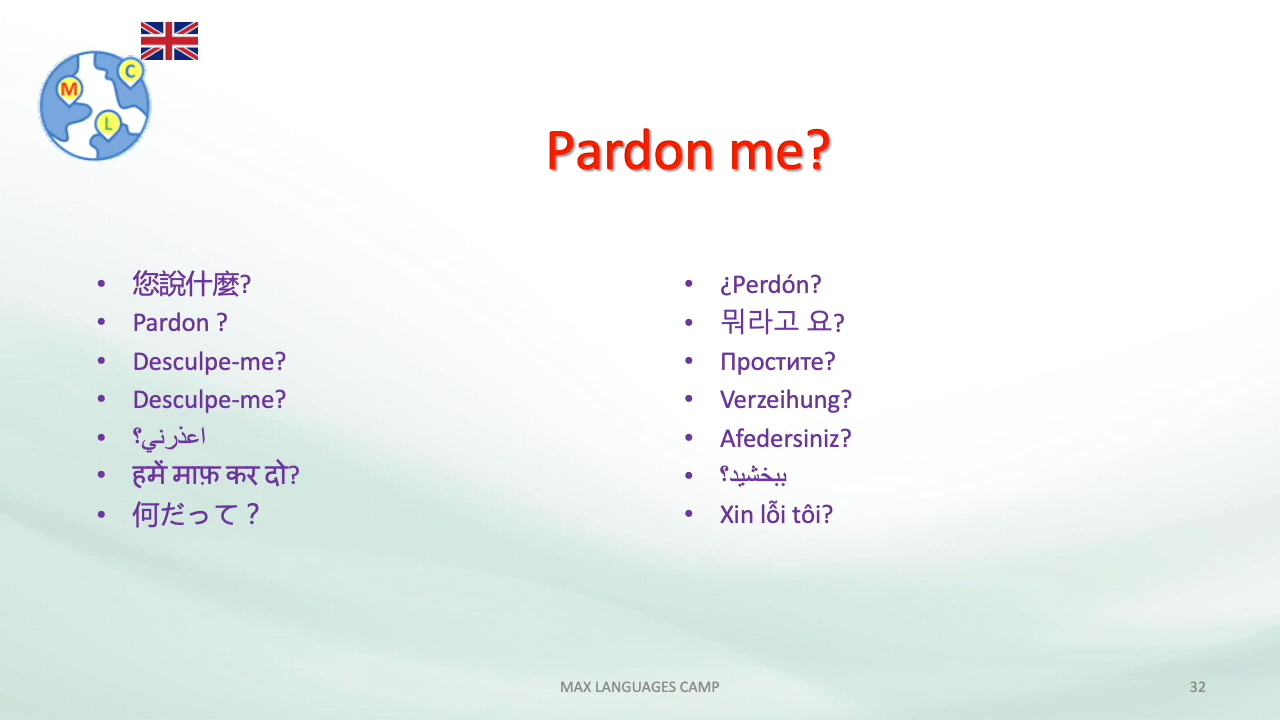 C
M
L
Pardon me?
• 您說什麼?
• Pardon ?
• Desculpe-me?
• Desculpe-me?
• اعذرني؟
• हमें माफ़ कर दो?
• 何だって？
• ¿Perdón?
• 뭐라고 요?
• Простите?
• Verzeihung?
• Afedersiniz?
• ببخشید؟
• Xin lỗi tôi?
MAX LANGUAGES CAMP
32